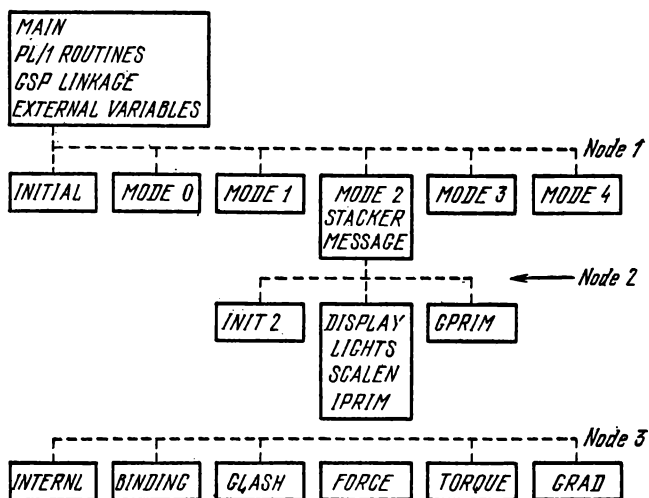 MAIN
PL/1 ROUTINES
GSP LINKAGE
EXTERNAL VARIABLES
Node 1
INITIAL
MODE 0
MODE 1
MODE 2
STACKER
MESSAGE
MODE 3
MODE 4
Node 2
INIT 2
DISPLAY
LIGHTS
SCALEN
IPRIM
GPRIM
Node 3
INTERNL
BINDING
GLASH
FORCE
TORQUE
GRAD